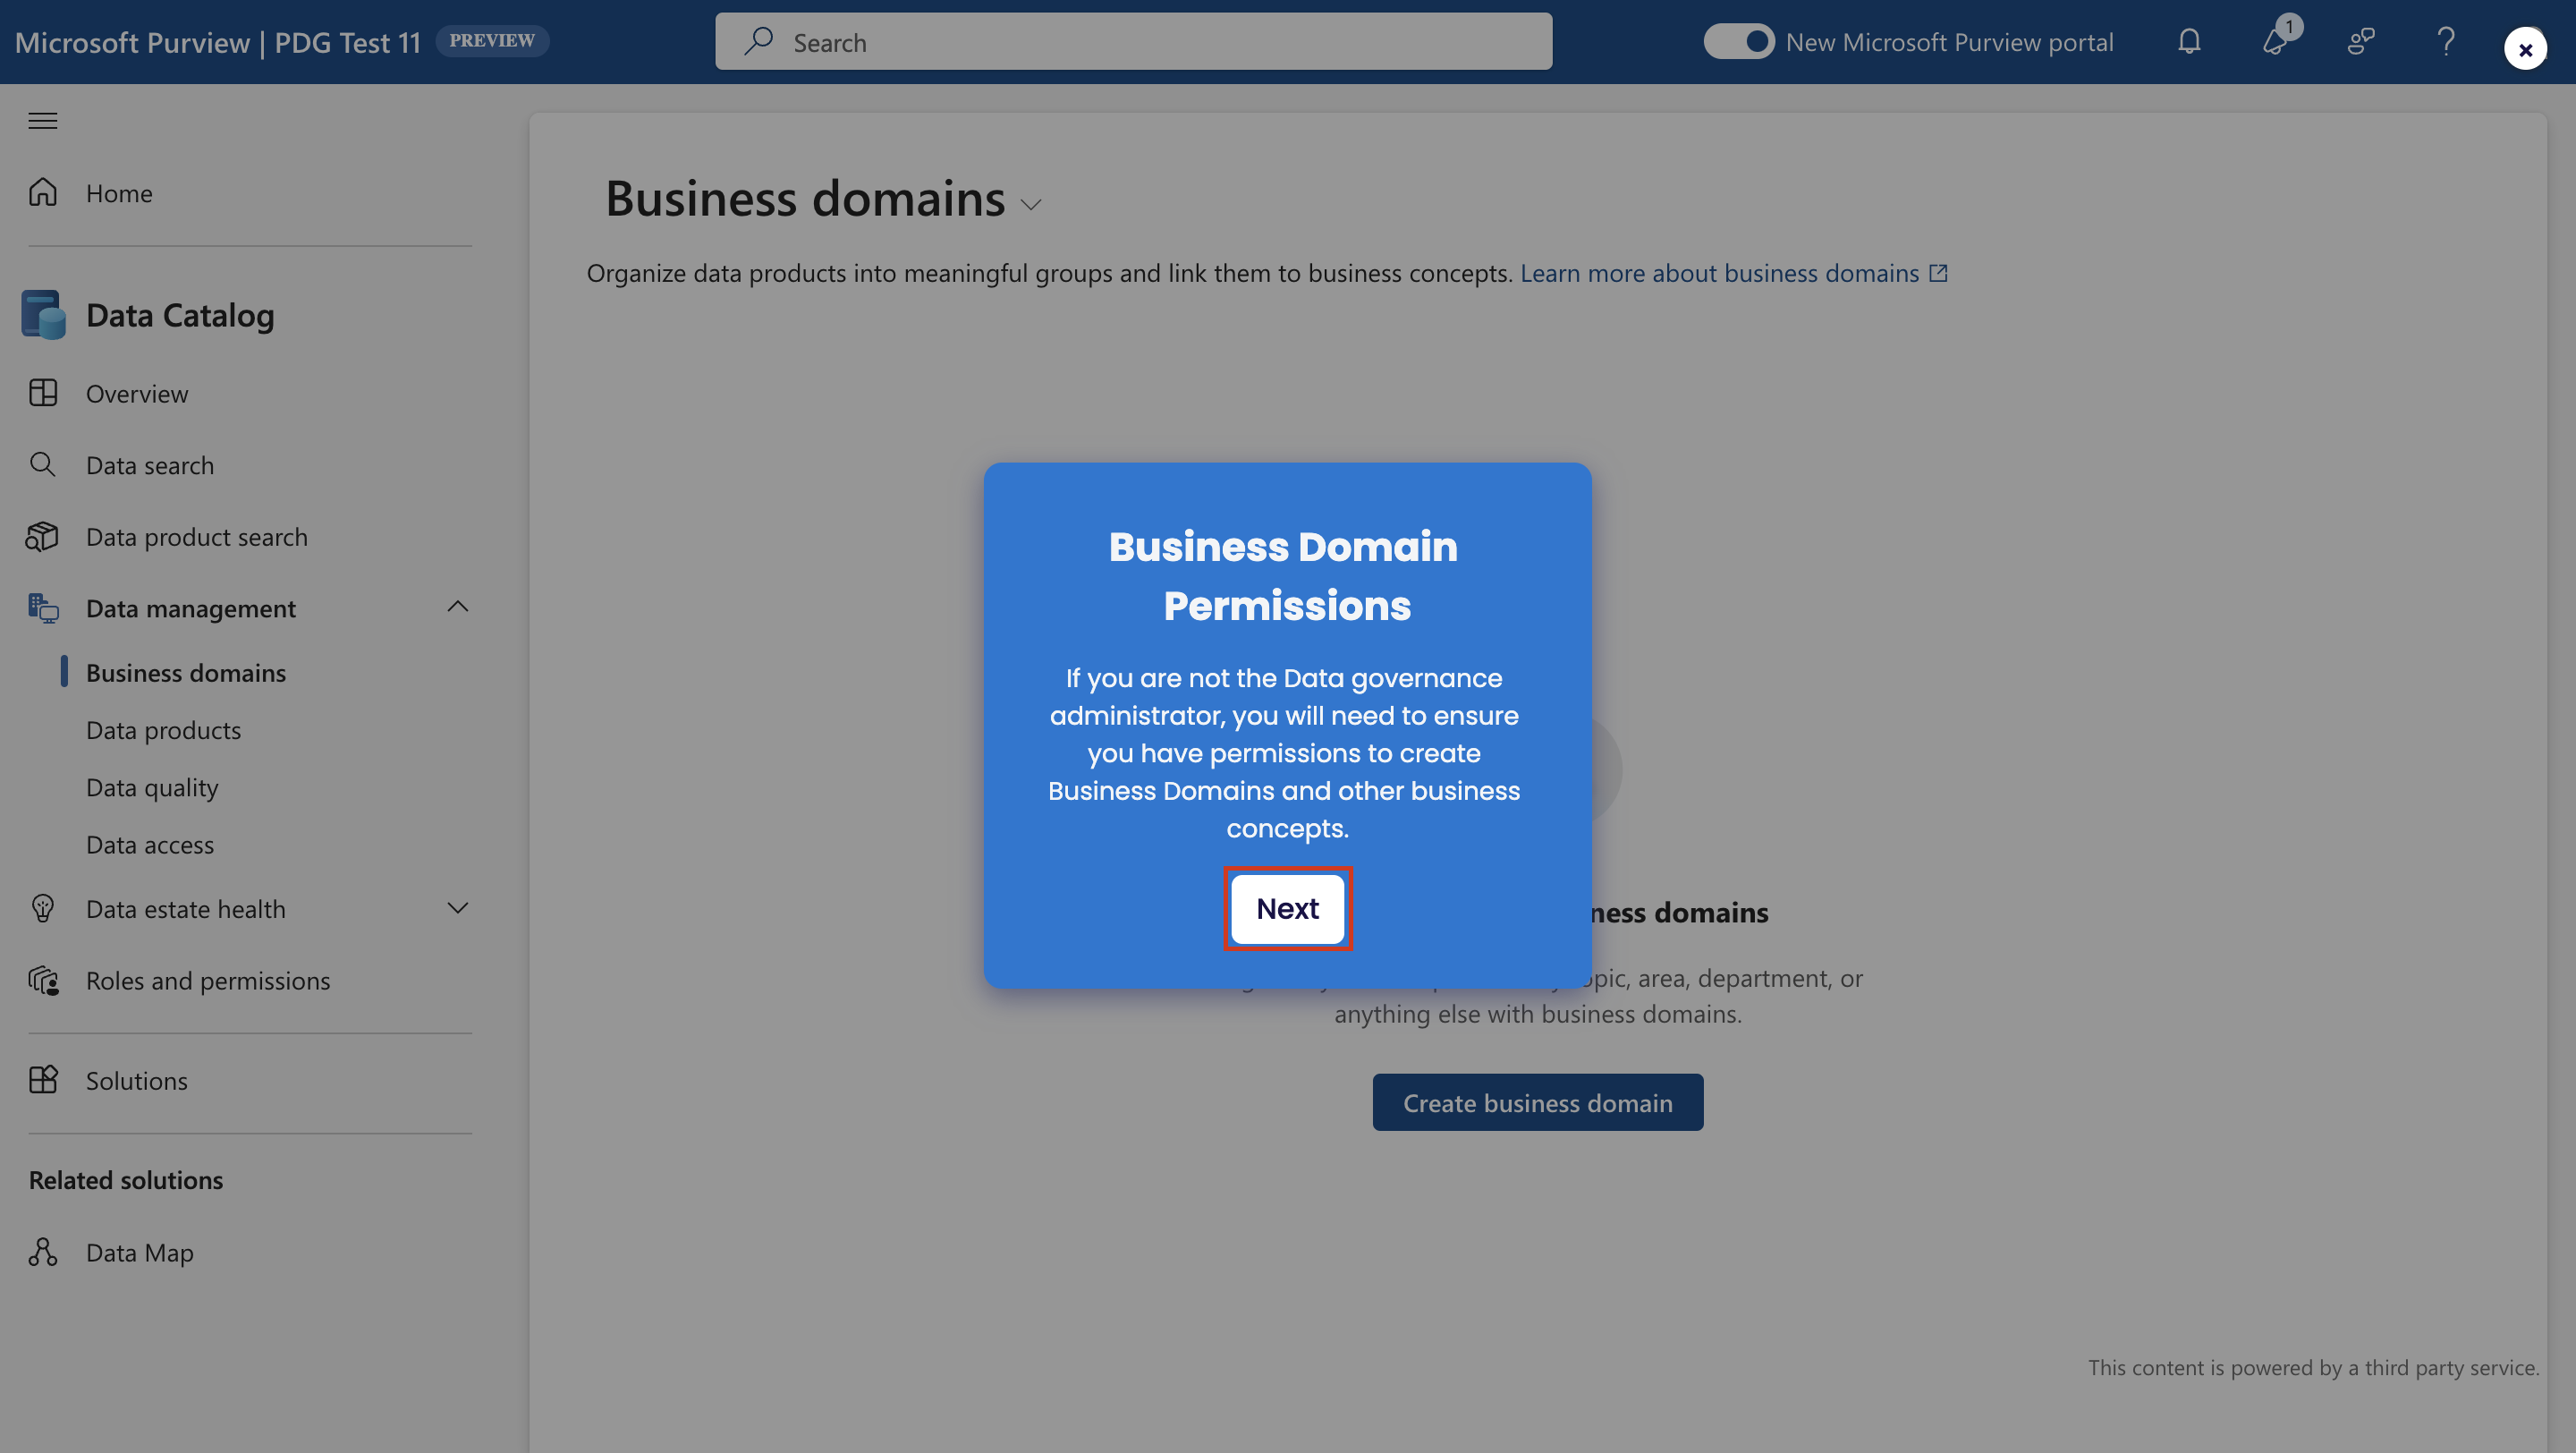 Microsoft Purview | PDG Test 11 PREVIEW
Search
New Microsoft Purview portal
1
Home
Data Catalog
Overview
Data search
Data product search
Data management
Business domains
Data products
Data quality
Data access
Data estate health
Roles and permissions
Solutions
Related solutions
Data Map
Business domains
Organize data products into meaningful groups and link them to business concepts. Learn more about business domains
Business Domain
Permissions
If you are not the Data governance
administrator, you will need to ensure
you have permissions to create
Business Domains and other business
concepts.
Next
domains
area, department, or
anything else with business domains.
Create business domain
This content is powered by a third party service.